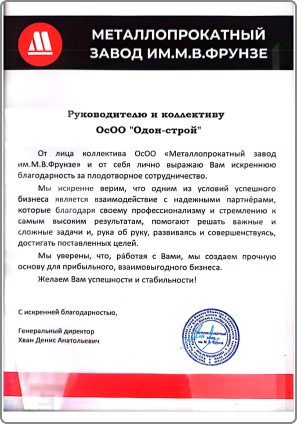 МЕТАЛЛОПРОКАТНЫЙ
ЗАВОД ИМ.М.В.ФРУНЗЕ
Руководителю и коллективу
ОсОО "Одон-строй"
От лица коллектива ОсОО «Металлопрокатный завод
им.М.В.Фрунзе» и от себя лично выражаю Вам искреннюю
благодарность за плодотворное сотрудничество.
Мы искренне верим, что одним из условий успешного
бизнеса является взаимодействие с надежными партнёрами,
которые благодаря своему профессионализму и стремлению к
самым высоким результатам, помогают решать важные и
сложные задачи и, рука об руку, развиваясь и совершенствуясь,
достигать поставленных целей.
Мы уверены, что, работая с Вами, мы создаем прочную
основу для прибыльного, взаимовыгодного бизнеса.
Желаем Вам успешности и стабильности!
С искренней благодарностью,
Генеральный директор
Хван Денис Анатольевич